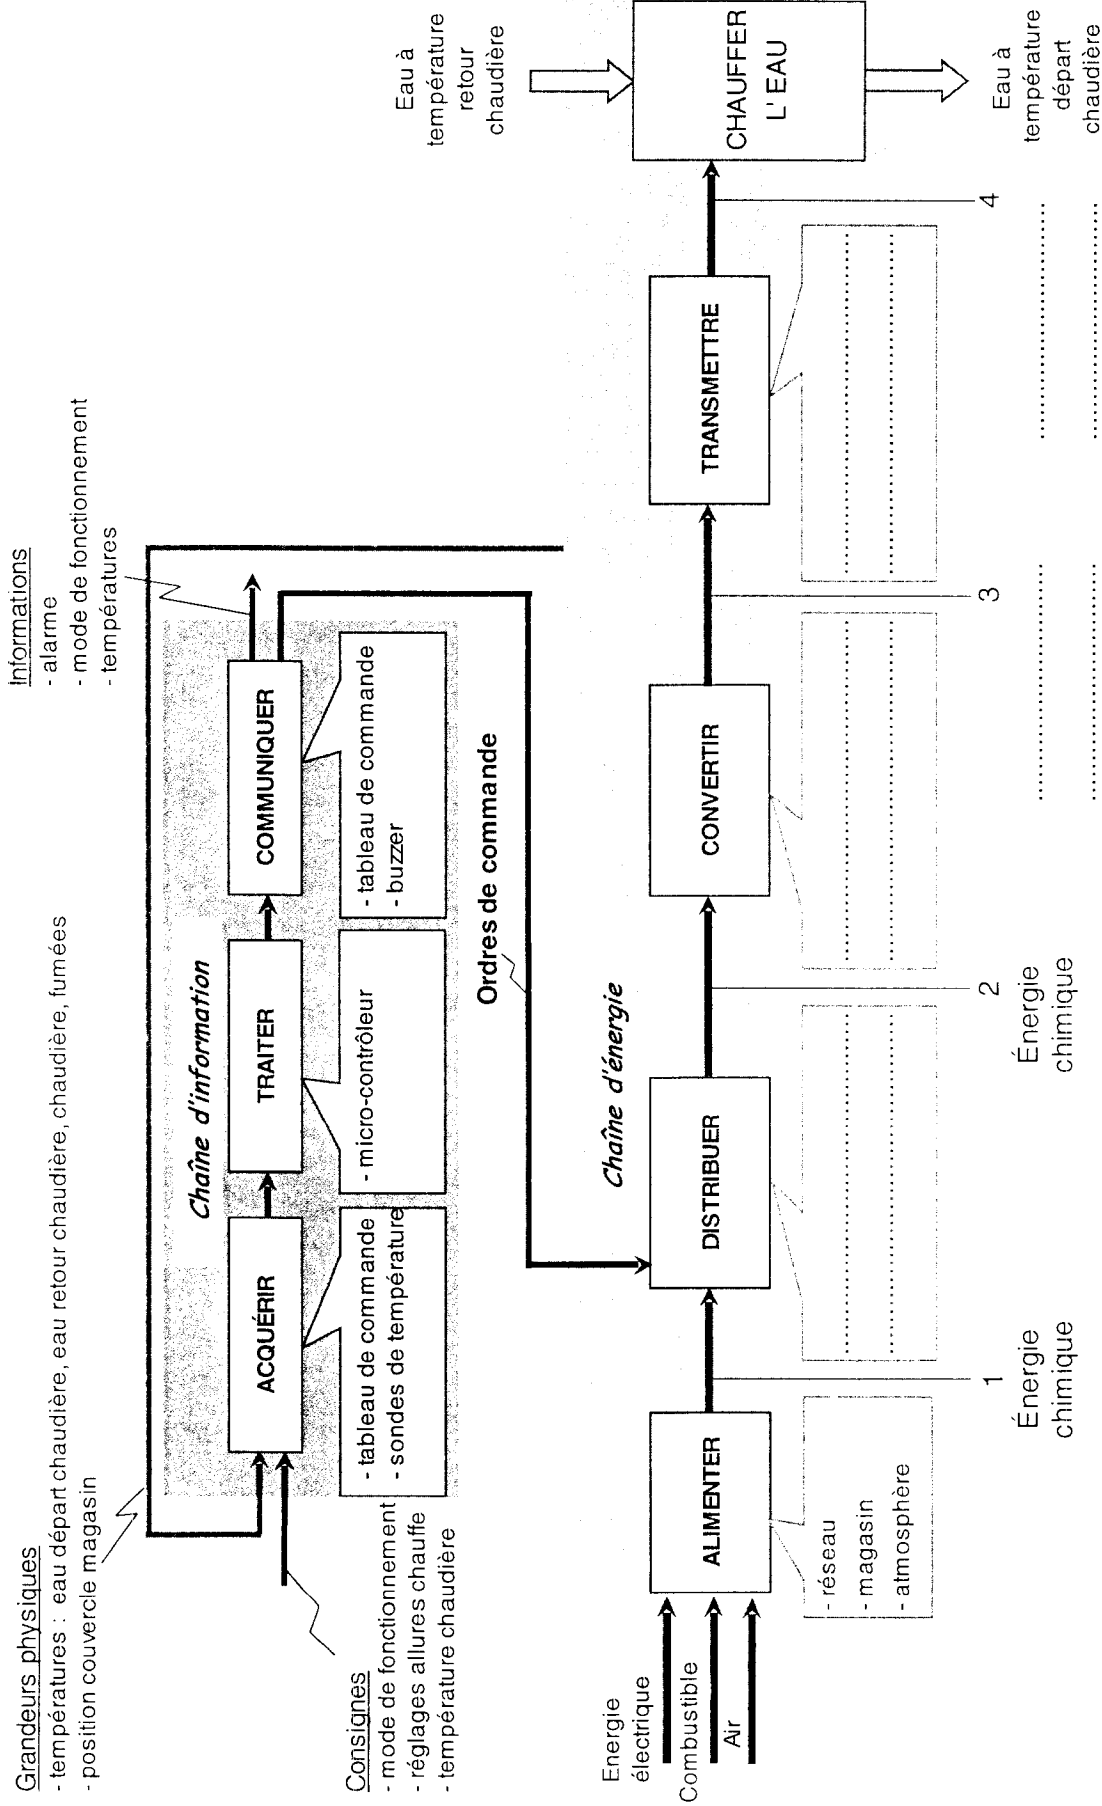 Grandeurs physiques
- températures : eau départ chaudière, eau retour chaudière, chaudière, fumées
- position couvercle magasin
Informations
- alarme
- mode de fonctionnement
- températures
Chaîne d'information
ACQUÉRIR
TRAITER
COMMUNIQUER
- tableau de commande
- sondes de température
- micro-contrôleur
- tableau de commande
- buzzer
Consignes
- mode de fonctionnement
- réglages allures chauffe
- température chaudière
Ordres de commande
Chaîne d'énergie
Eau à
température
retour
chaudière
Energie
électrique
Combustible
Air
ALIMENTER
DISTRIBUER
CONVERTIR
TRANSMETTRE
CHAUFFER
L' EAU
- réseau
- magasin
- atmosphère
1
Énergie
chimique
2
Énergie
chimique
3
4
Eau à
température
départ
chaudière